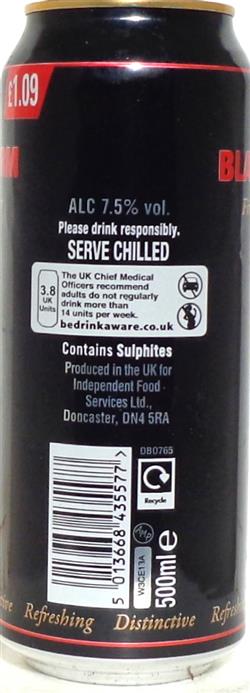 £1.09
M
BLA
ALC 7.5% vol.
Please drink responsibly.
SERVE CHILLED
3.8
UK
Units
The UK Chief Medical
Officers recommend
adults do not regularly
drink more than
14 units per week.
bedrinkaware.co.uk
Contains Sulphites
Produced in the UK for
Independent Food
Services Ltd.,
Doncaster, DN4 5RA
DB0765
Recycle
5 013668 435577 >
W3CE13A
500ml e
Refreshing Distinctive